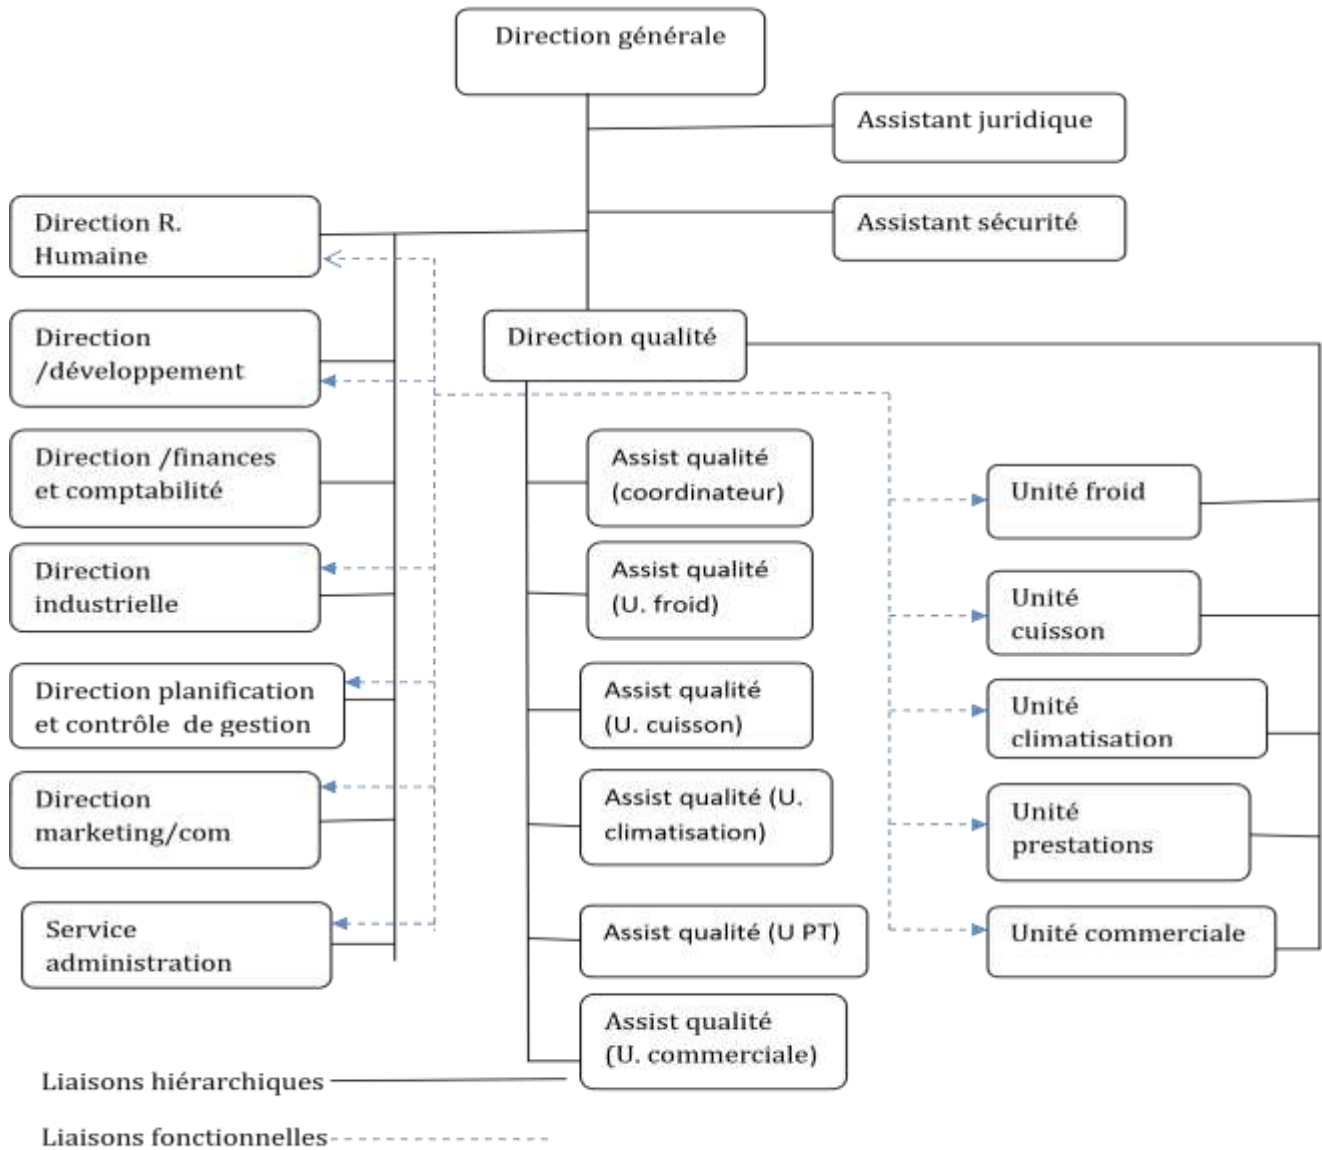 Direction générale
Assistant juridique
Assistant sécurité
Direction R.
Humaine
Direction
/développement
Direction /finances
et comptabilité
Direction
industrielle
Direction planification
et contrôle de gestion
Direction
marketing/com
Service
administration
Direction qualité
Assist qualité
(coordinateur)
Assist qualité
(U. froid)
Assist qualité
(U. cuisson)
Assist qualité (U.
climatisation)
Assist qualité (U PT)
Assist qualité
(U. commerciale)
Unité froid
Unité
cuisson
Unité
climatisation
Unité
prestations
Unité commerciale
Liaisons hiérarchiques
Liaisons fonctionnelles